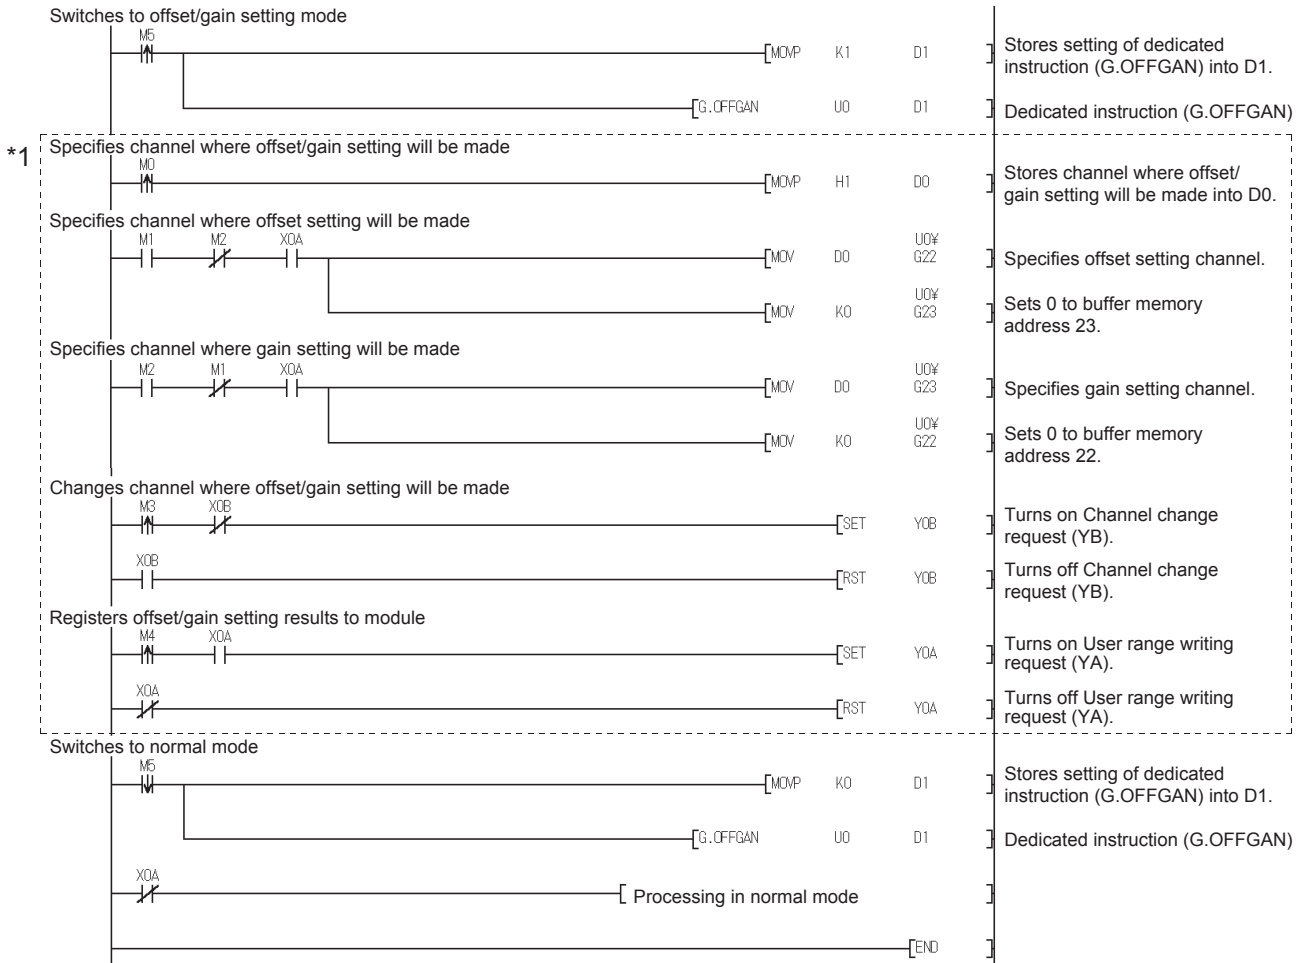 Switches to offset/gain setting mode
M5
MOVP K1 D1
Stores setting of dedicated
instruction (G.OFFGAN) into D1.
G.OFFGAN U0 D1
Dedicated instruction (G.OFFGAN)
*1
Specifies channel where offset/gain setting will be made
M0
MOVP H1 D0
Stores channel where offset/
gain setting will be made into D0.
Specifies channel where offset setting will be made
M1 M2 X0A
U0¥
MOV D0 G22
Specifies offset setting channel.
U0¥
MOV K0 G23
Sets 0 to buffer memory
address 23.
Specifies channel where gain setting will be made
M2 M1 X0A
U0¥
MOV D0 G23
Specifies gain setting channel.
U0¥
MOV K0 G22
Sets 0 to buffer memory
address 22.
Changes channel where offset/gain setting will be made
M3 X0B
SET Y0B
Turns on Channel change
request (YB).
X0B
RST Y0B
Turns off Channel change
request (YB).
Registers offset/gain setting results to module
M4 X0A
SET Y0A
Turns on User range writing
request (YA).
X0A
RST Y0A
Turns off User range writing
request (YA).
Switches to normal mode
M5
MOVP K0 D1
Stores setting of dedicated
instruction (G.OFFGAN) into D1.
G.OFFGAN U0 D1
Dedicated instruction (G.OFFGAN)
X0A
Processing in normal mode
END